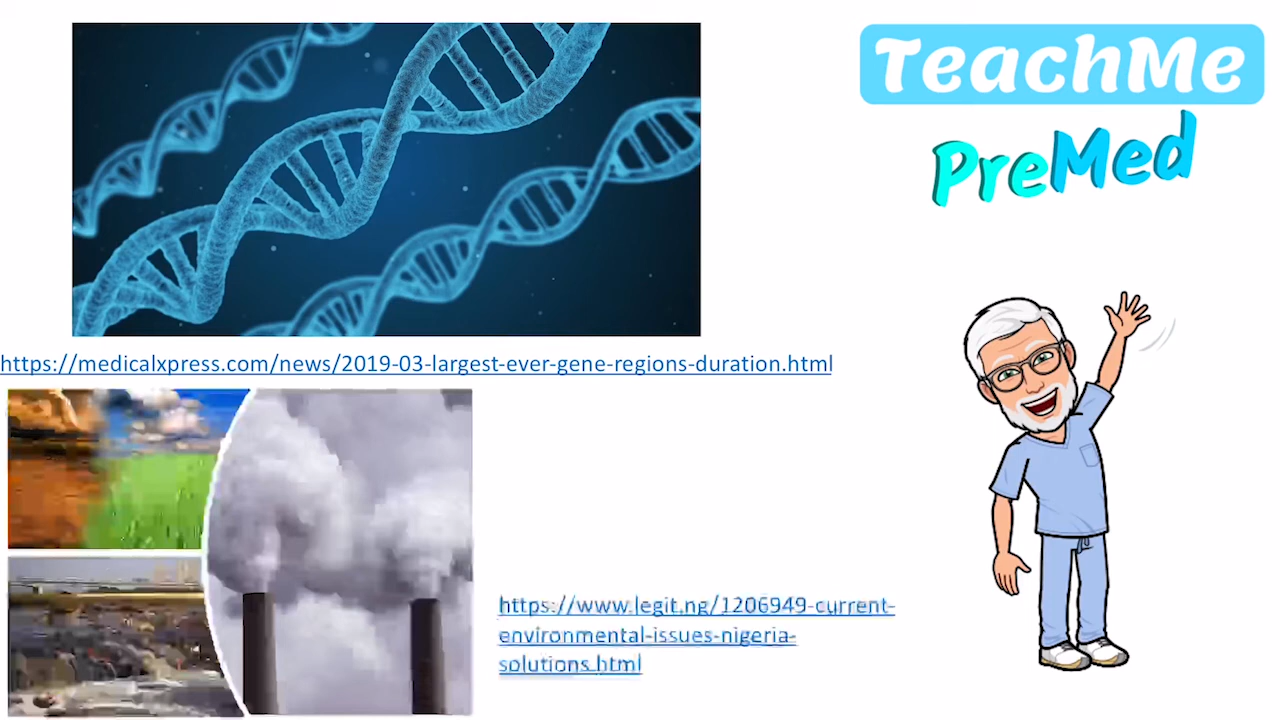 TeachMe
PreMed
https://medicalxpress.com/news/2019-03-largest-ever-gene-regions-duration.html
https://www.legit.ng/1206949-current-
environmental-issues-nigeria-
solutions.html